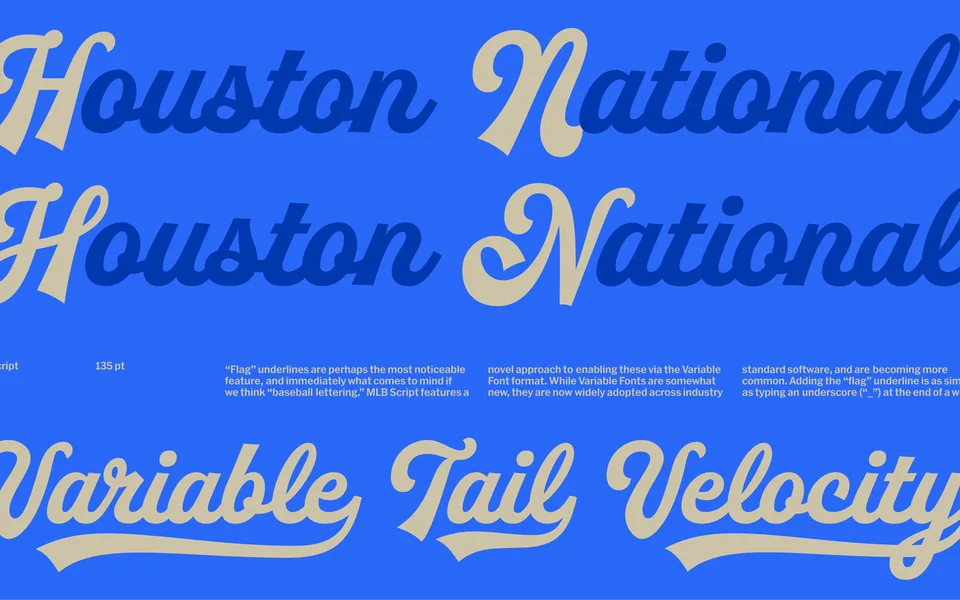 Houston National
Houston National
cript
135 pt
“Flag” underlines are perhaps the most noticeable
feature, and immediately what comes to mind if
we think “baseball lettering.” MLB Script features a
novel approach to enabling these via the Variable
Font format. While Variable Fonts are somewhat
new, they are now widely adopted across industry
standard software, and are becoming more
common. Adding the “flag” underline is as sim
as typing an underscore (“_”) at the end of a w
Variable Tail Velocity